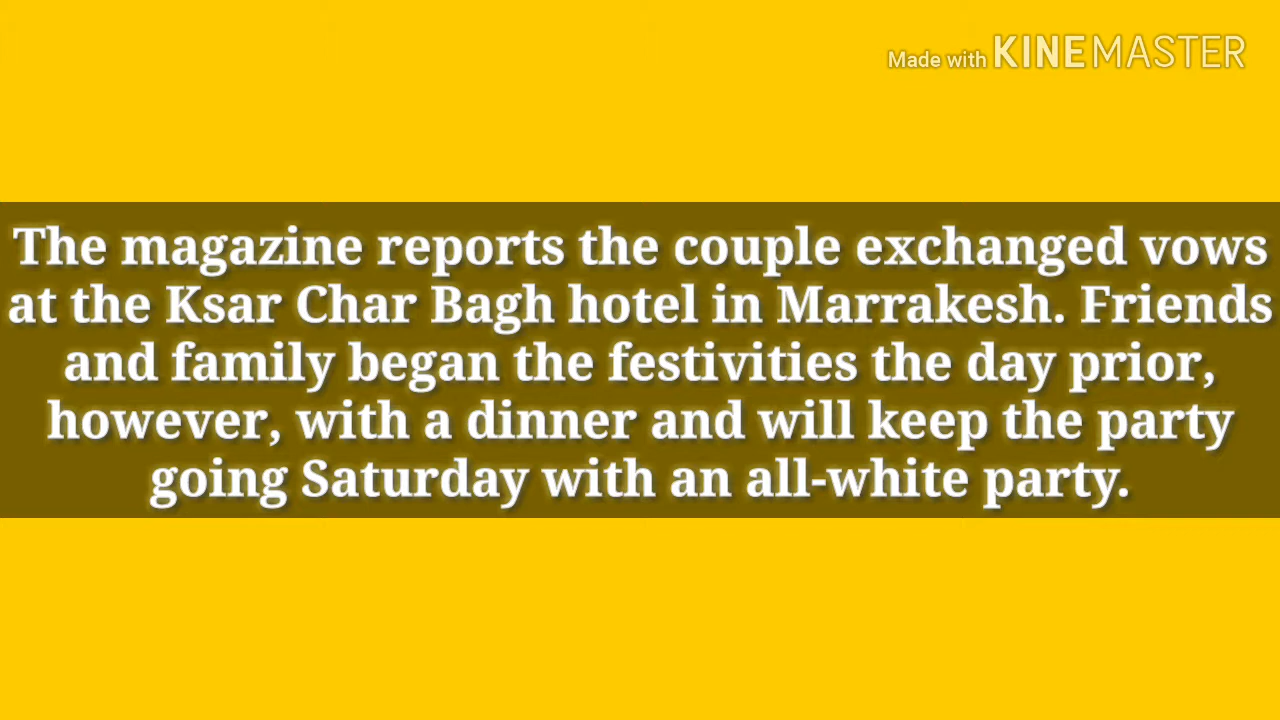 Made with KINEMASTER
The magazine reports the couple exchanged vows
at the Ksar Char Bagh hotel in Marrakesh. Friends
and family began the festivities the day prior,
however, with a dinner and will keep the party
going Saturday with an all-white party.